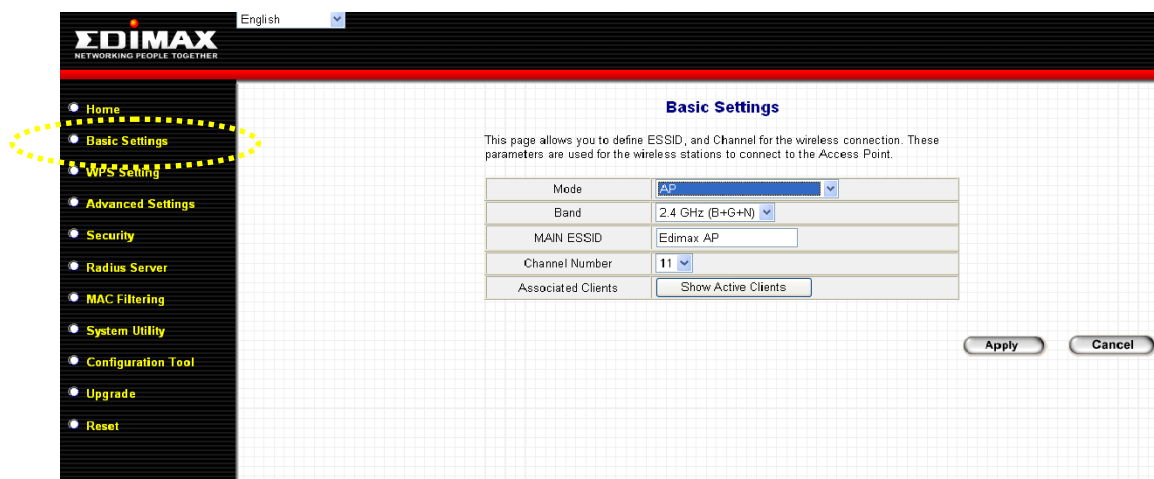 English
EDIMAX
NETWORKING PEOPLE TOGETHER
Home
Basic Settings
WPS Setting
Advanced Settings
Security
Radius Server
MAC Filtering
System Utility
Configuration Tool
Upgrade
Reset
Basic Settings
This page allows you to define ESSID, and Channel for the wireless connection. These
parameters are used for the wireless stations to connect to the Access Point.
Mode AP
Band 2.4 GHz (B+G+N)
MAIN ESSID Edimax AP
Channel Number 11
Associated Clients Show Active Clients
Apply Cancel